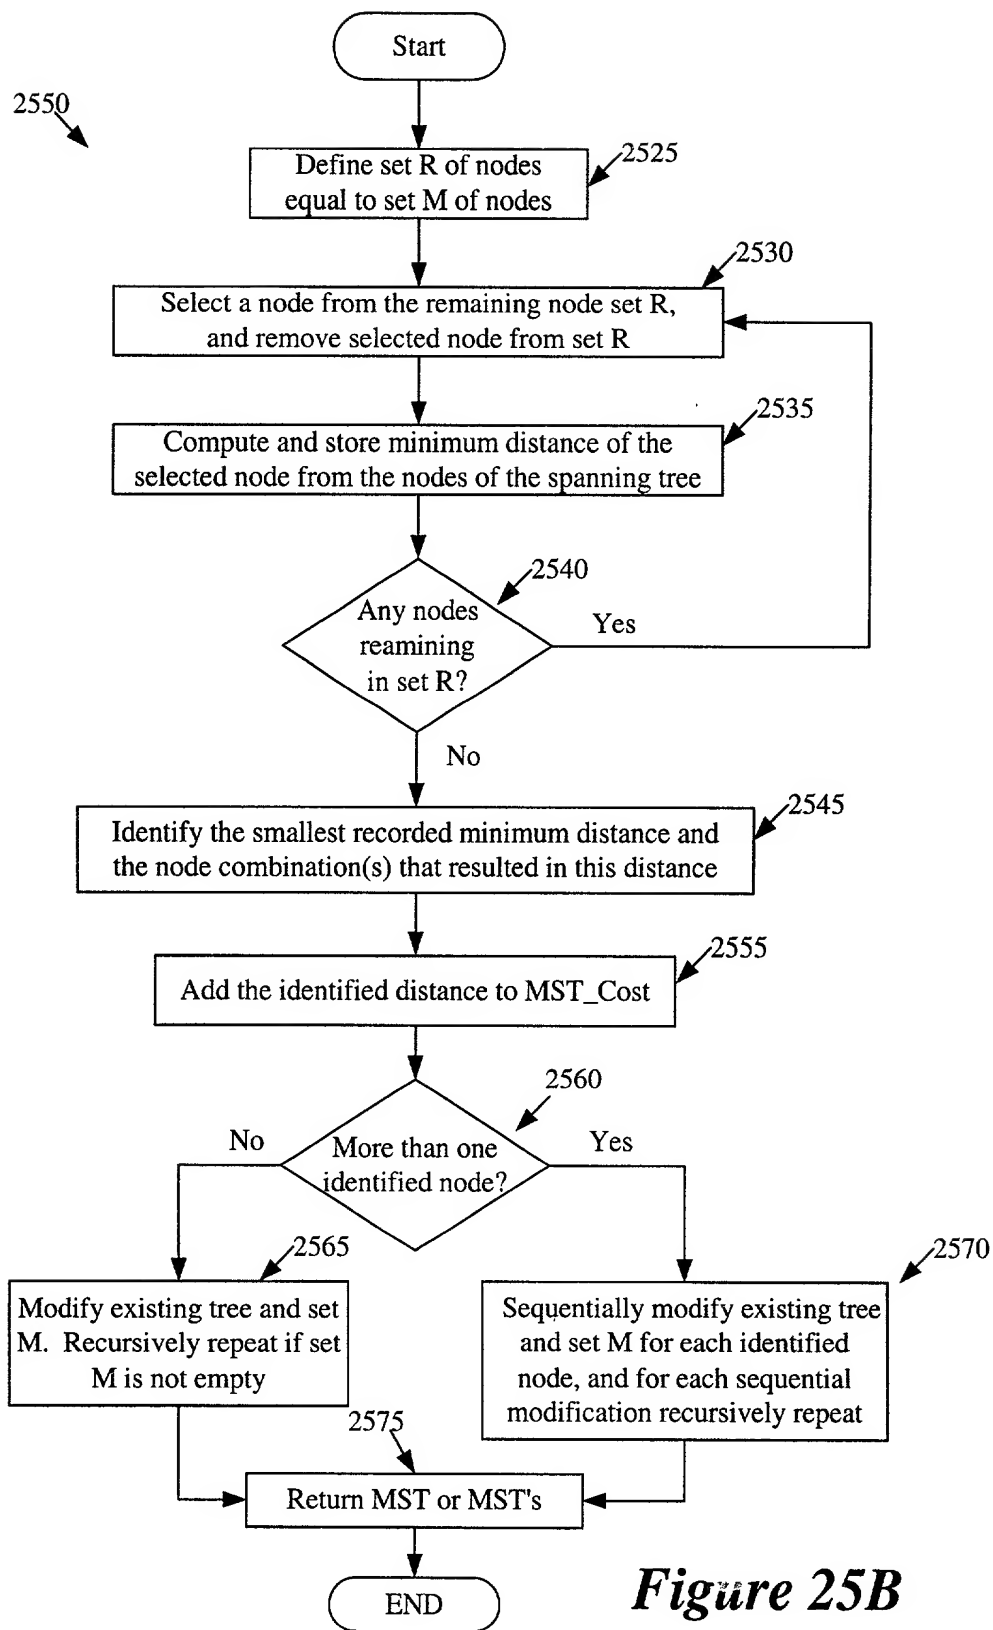 Start
2550
2525
Define set R of nodes
equal to set M of nodes
2530
Select a node from the remaining node set R,
and remove selected node from set R
2535
Compute and store minimum distance of the
selected node from the nodes of the spanning tree
2540
Any nodes
reamining
in set R?
Yes
No
2545
Identify the smallest recorded minimum distance and
the node combination(s) that resulted in this distance
2555
Add the identified distance to MST_Cost
2560
No
More than one
identified node?
Yes
2565
Modify existing tree and set
M. Recursively repeat if set
M is not empty
2570
Sequentially modify existing tree
and set M for each identified
node, and for each sequential
modification recursively repeat
2575
Return MST or MST's
END
Figure 25B